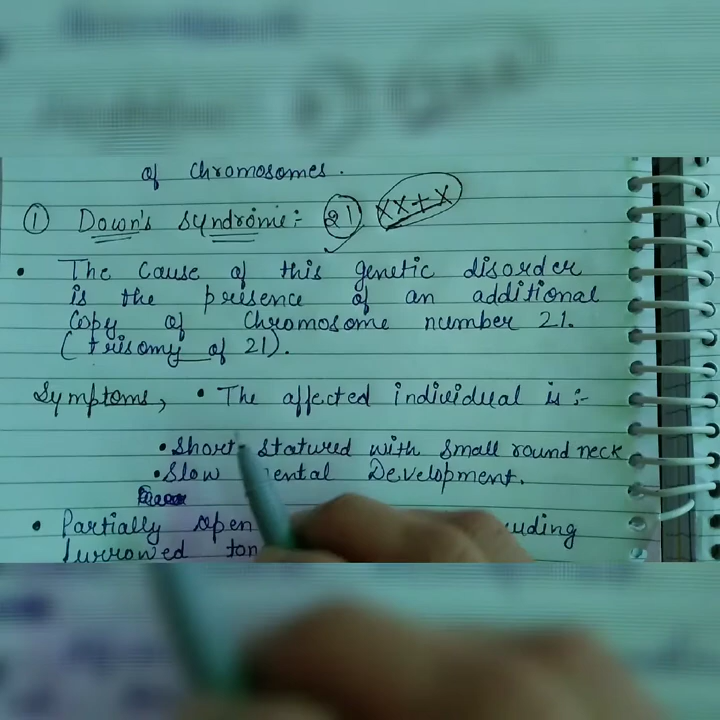 of chromosomes.
① Down's syndrome :- 21 XX+X
• The cause of this genetic disorder
is the presence of an additional
copy of chromosome number 21.
(trisomy of 21).
Symptoms, • The affected individual is :-
• Short-statured with small round neck
• Slow ental Development.
• Partially open uding
furrowed ton